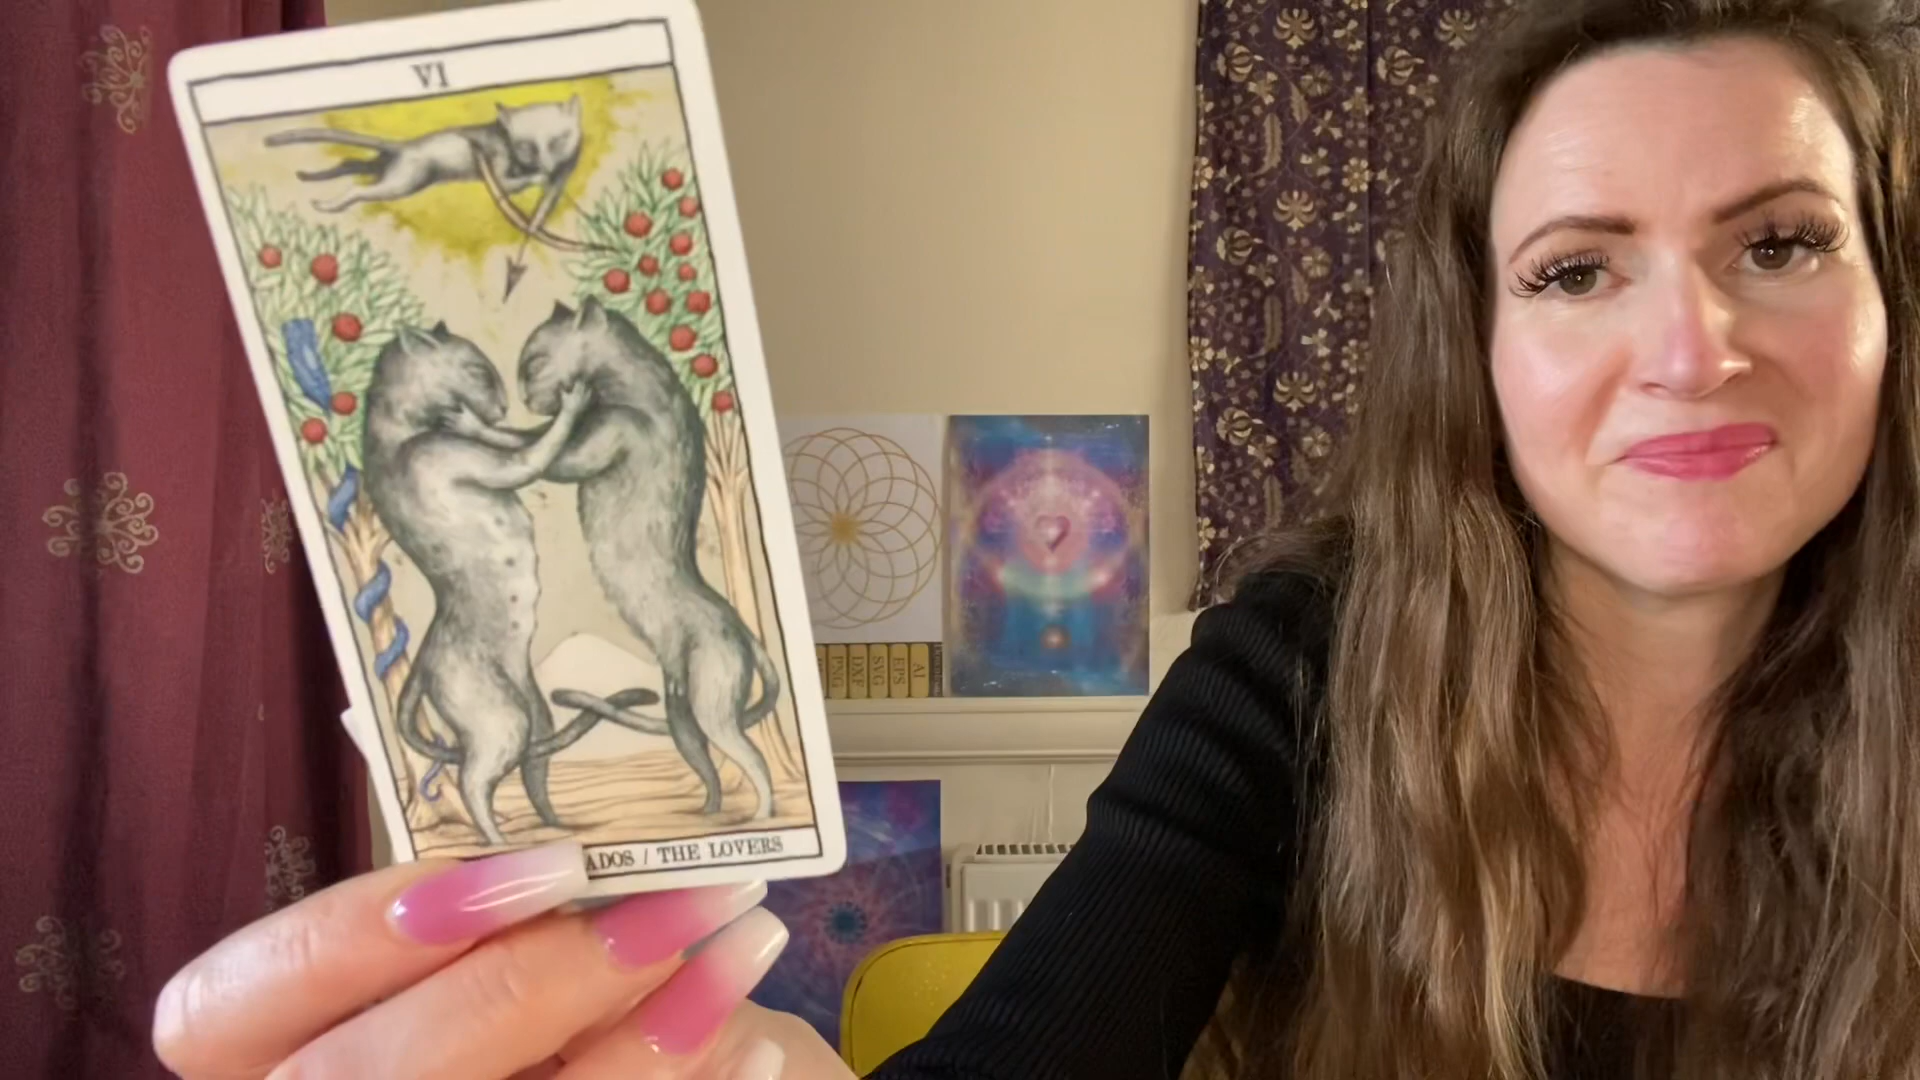 VI
ADOS / THE LOVERS
PNG
DXF
SVG
EPS
AI